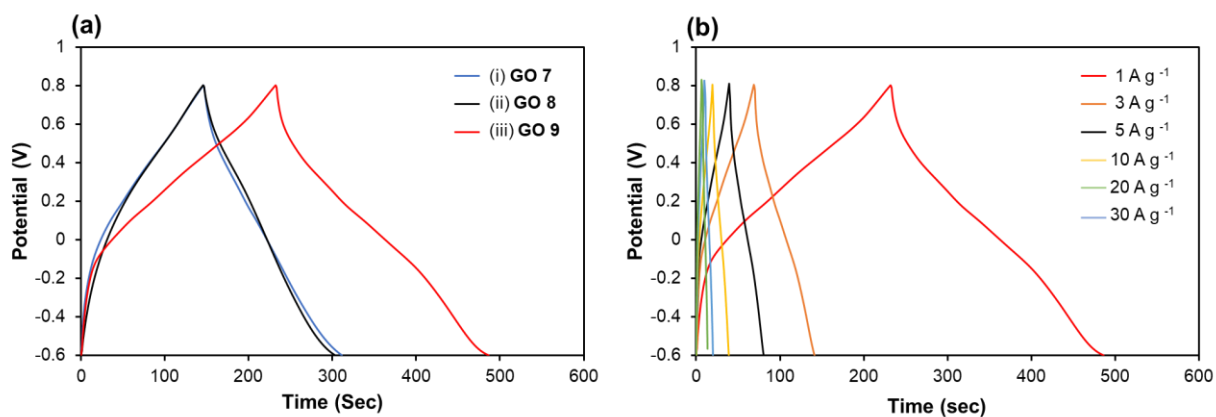 (a)
Potential (V)
1
0.8
0.6
0.4
0.2
0
-0.2
-0.4
-0.6
0
100
200
300
400
500
600
Time (Sec)
(i) GO 7
(ii) GO 8
(iii) GO 9
(b)
Potential (V)
1
0.8
0.6
0.4
0.2
0
-0.2
-0.4
-0.6
0
100
200
300
400
500
600
Time (sec)
1 A g ⁻¹
3 A g ⁻¹
5 A g ⁻¹
10 A g ⁻¹
20 A g ⁻¹
30 A g ⁻¹